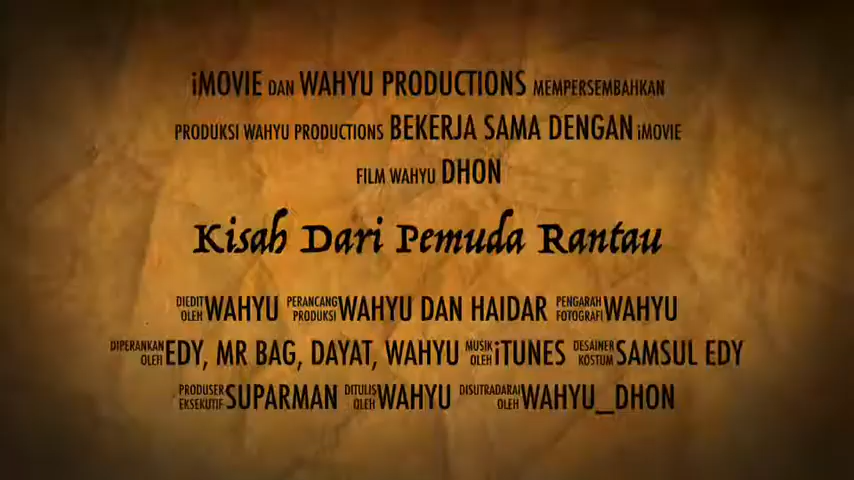 iMOVIE DAN WAHYU PRODUCTIONS MEMPERSEMBAHKAN
PRODUKSI WAHYU PRODUCTIONS BEKERJA SAMA DENGAN iMOVIE
FILM WAHYU DHON
Kisah Dari Pemuda Rantau
DIEDIT OLEH WAHYU PERANCANG PRODUKSI WAHYU DAN HAIDAR PENGARAH FOTOGRAFI WAHYU
DIPERANKAN OLEH EDY, MR BAG, DAYAT, WAHYU MUSIK OLEH iTUNES DESAINER KOSTUM SAMSUL EDY
PRODUSER EKSEKUTIF SUPARMAN DITULIS OLEH WAHYU DISUTRADARAI OLEH WAHYU_DHON